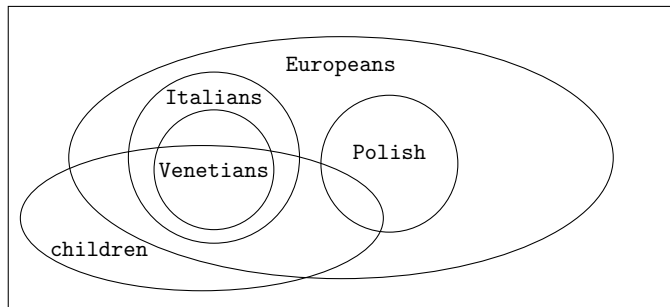 Europeans
Italians
Polish
Venetians
children